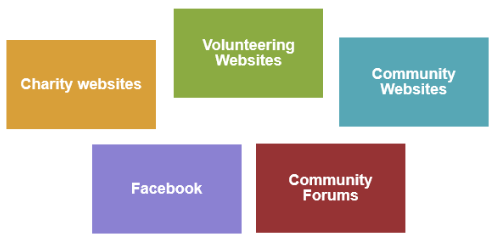 Volunteering
Websites
Charity websites
Community
Websites
Facebook
Community
Forums